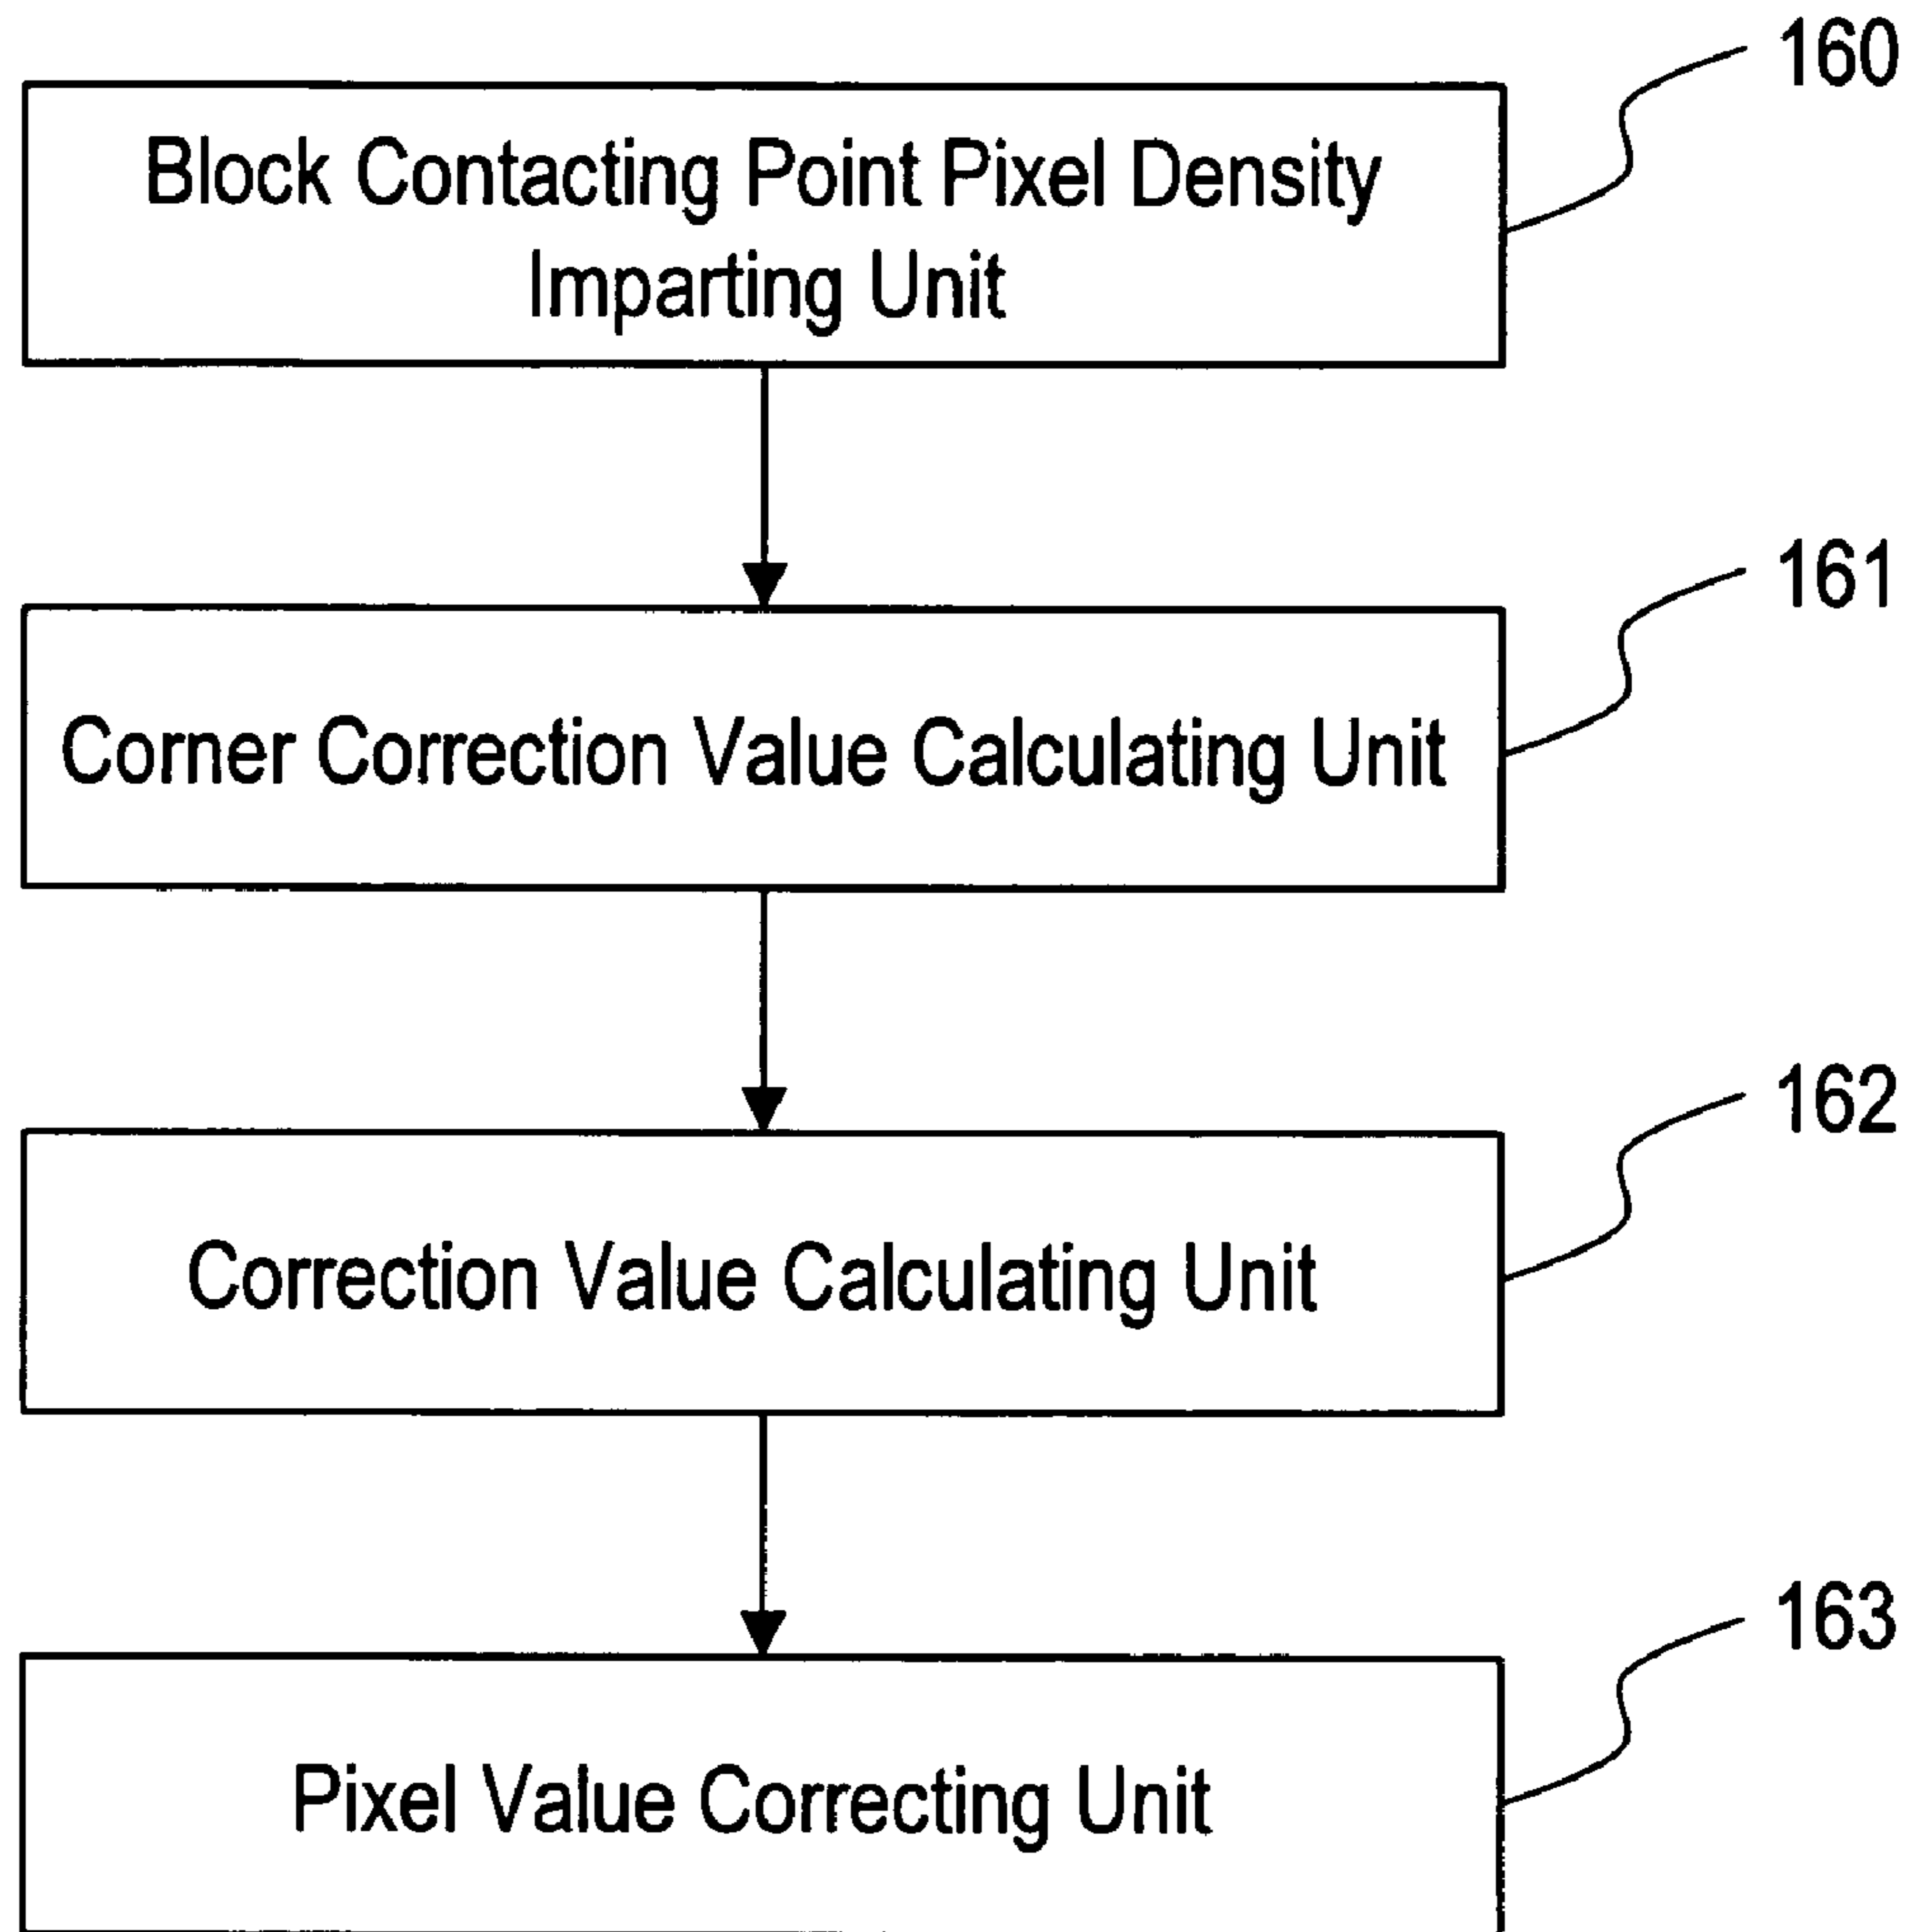 160
Block Contacting Point Pixel Density
Imparting Unit
161
Corner Correction Value Calculating Unit
162
Correction Value Calculating Unit
163
Pixel Value Correcting Unit